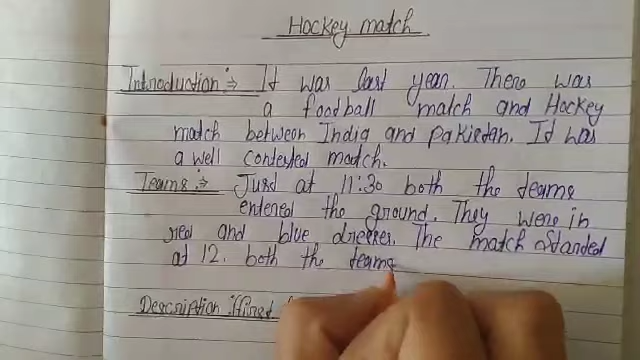 Hockey match
Introduction :→ It was last year. There was
a football match and Hockey
match between India and pakistan. It was
a well contested match.
Teams :→ Just at 11:30 both the teams
entered the ground. They were in
red and blue dresses. The match Standed
at 12. both the teams
Description :→